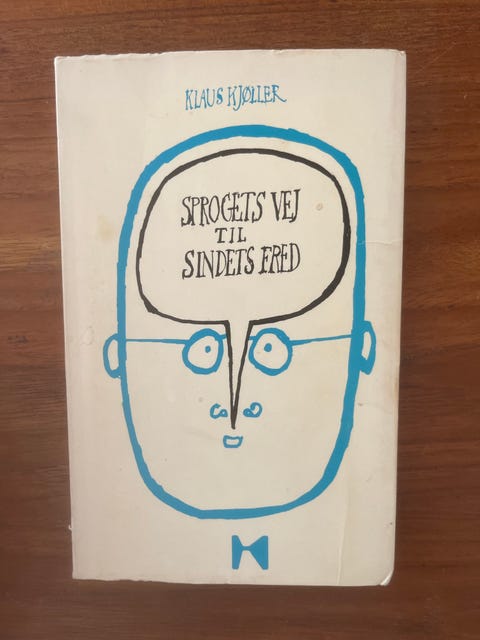 KLAUS KJØLLER
SPROGETS VEJ
TIL
SINDETS FRED